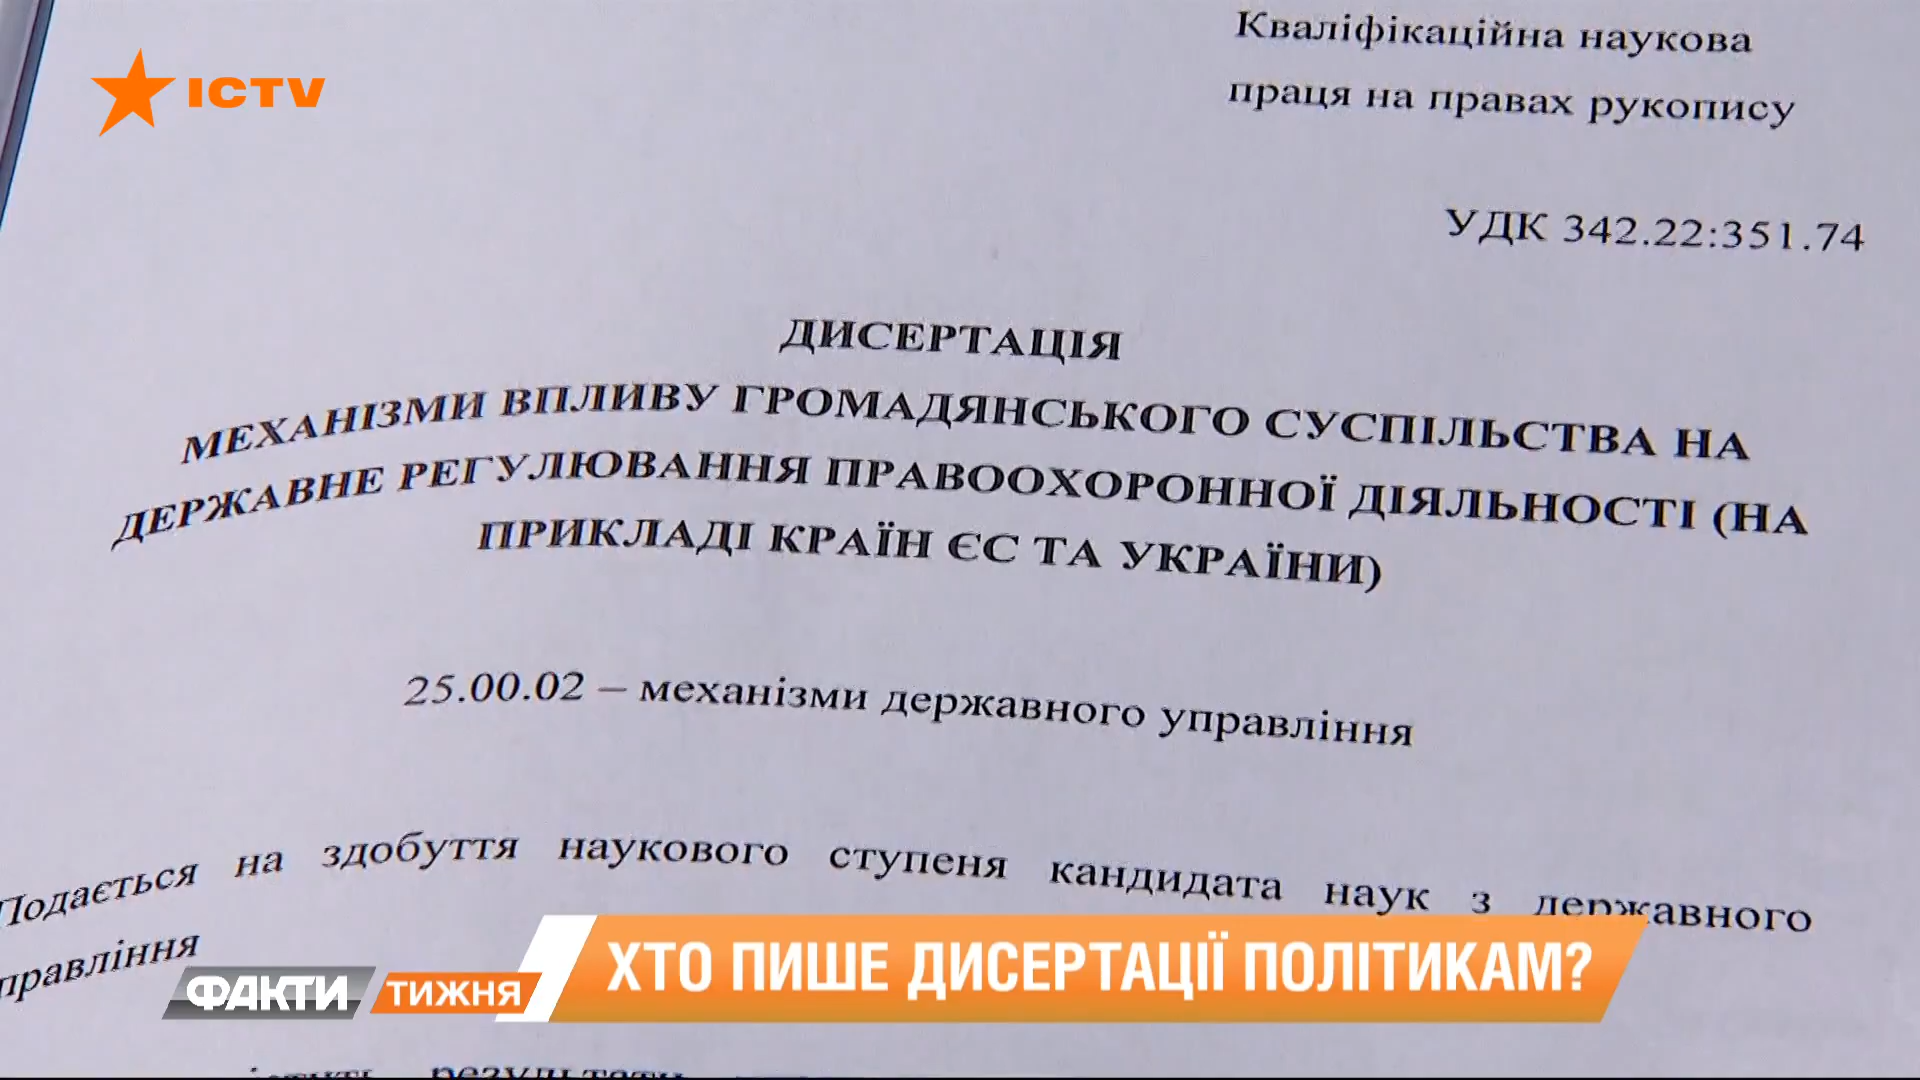 ICTV
Кваліфікаційна наукова
праця на правах рукопису
УДК 342.22:351.74
ДИСЕРТАЦІЯ
МЕХАНІЗМИ ВПЛИВУ ГРОМАДЯНСЬКОГО СУСПІЛЬСТВА НА
ДЕРЖАВНЕ РЕГУЛЮВАННЯ ПРАВООХОРОННОЇ ДІЯЛЬНОСТІ (НА
ПРИКЛАДІ КРАЇН ЄС ТА УКРАЇНИ)
25.00.02 – механізми державного управління
Подається на здобуття наукового ступеня кандидата наук з державного
правління
ФАКТИ ТИЖНЯ
ХТО ПИШЕ ДИСЕРТАЦІЇ ПОЛІТИКАМ?
результати